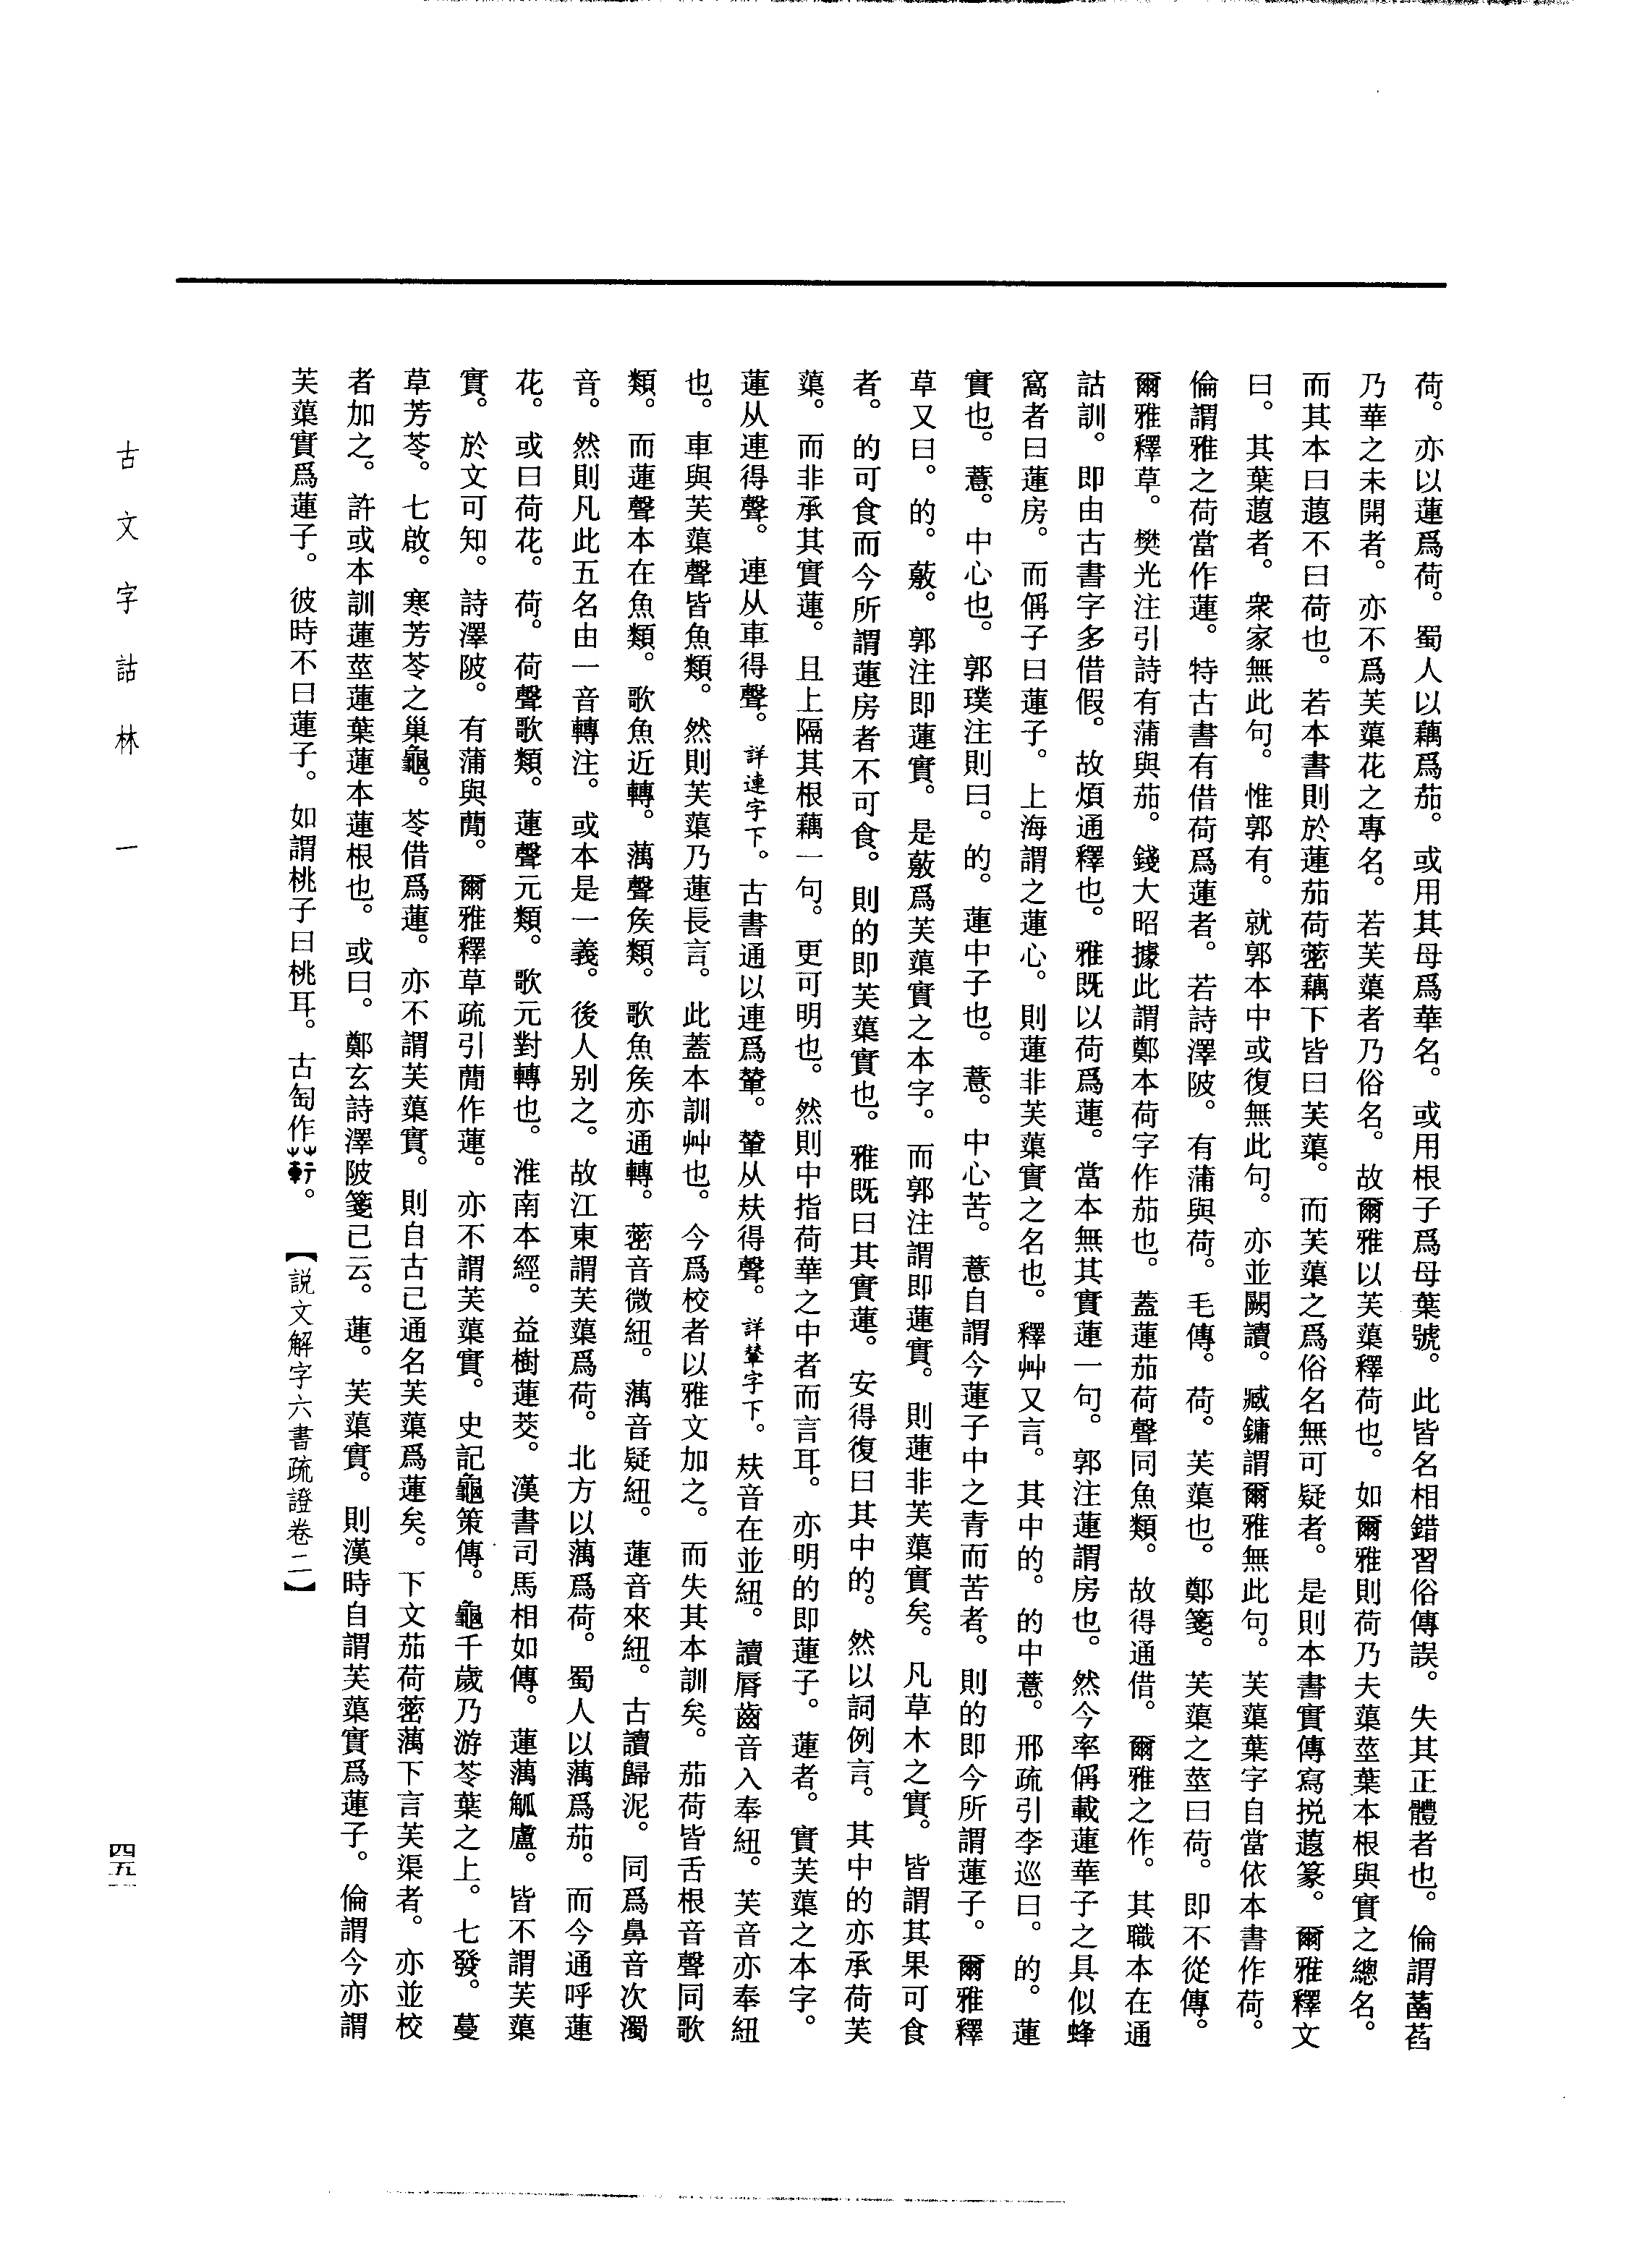 荷。亦以蓮爲荷。蜀人以藕爲茄。或用其母爲華名。或用根子爲母葉號。此皆名相錯習俗傳誤。失其正體者也。倫謂菡萏
乃華之未開者。亦不爲芙蕖花之專名。若芙蕖者乃俗名。故爾雅以芙蕖釋荷也。如爾雅則荷乃夫蕖莖葉本根與實之總名。
而其本曰蕸不曰荷也。若本書則於蓮茄荷蔤藕下皆曰芙蕖。而芙蕖之爲俗名無可疑者。是則本書實傳寫捝蕸篆。爾雅釋文
曰。其葉蕸者。衆家無此句。惟郭有。就郭本中或復無此句。亦並闕讀。臧鏞謂爾雅無此句。芙蕖葉字自當依本書作荷。
倫謂雅之荷當作蓮。特古書有借荷爲蓮者。若詩澤陂。有蒲與荷。毛傳。荷。芙蕖也。鄭箋。芙蕖之莖曰荷。即不從傳。
爾雅釋草。樊光注引詩有蒲與茄。錢大昭據此謂鄭本荷字作茄也。蓋蓮茄荷聲同魚類。故得通借。爾雅之作。其職本在通
詁訓。即由古書字多借假。故煩通釋也。雅既以荷爲蓮。當本無其實蓮一句。郭注蓮謂房也。然今率偁載蓮華子之具似蜂
窩者曰蓮房。而偁子曰蓮子。上海謂之蓮心。則蓮非芙蕖實之名也。釋艸又言。其中的。的中薏。邢疏引李巡曰。的。蓮
實也。薏。中心也。郭璞注則曰。的。蓮中子也。薏。中心苦。薏自謂今蓮子中之青而苦者。則的即今所謂蓮子。爾雅釋
草又曰。的。蔜。郭注即蓮實。是蔜爲芙蕖實之本字。而郭注謂即蓮實。則蓮非芙蕖實矣。凡草木之實。皆謂其果可食
者。的可食而今所謂蓮房者不可食。則的即芙蕖實也。雅既曰其實蓮。安得復曰其中的。然以詞例言。其中的亦承荷芙
蕖。而非承其實蓮。且上隔其根藕一句。更可明也。然則中指荷華之中者而言耳。亦明的即蓮子。蓮者。實芙蕖之本字。
蓮从連得聲。連从車得聲。詳連字下。古書通以連爲輦。輦从㚘得聲。詳輦字下。㚘音在並紐。讀脣齒音入奉紐。芙音亦奉紐
也。車與芙蕖聲皆魚類。然則芙蕖乃蓮長言。此蓋本訓艸也。今爲校者以雅文加之。而失其本訓矣。茄荷皆舌根音聲同歌
類。而蓮聲本在魚類。歌魚近轉。蕅聲矦類。歌魚矦亦通轉。蔤音微紐。蕅音疑紐。蓮音來紐。古讀歸泥。同爲鼻音次濁
音。然則凡此五名由一音轉注。或本是一義。後人別之。故江東謂芙蕖爲荷。北方以蕅爲荷。蜀人以蕅爲茄。而今通呼蓮
花。或曰荷花。荷。荷聲歌類。蓮聲元類。歌元對轉也。淮南本經。益樹蓮茭。漢書司馬相如傳。蓮蕅觚盧。皆不謂芙蕖
實。於文可知。詩澤陂。有蒲與蕑。爾雅釋草疏引蕑作蓮。亦不謂芙蕖實。史記龜策傳。龜千歲乃游苓葉之上。七發。蔓
草芳苓。七啟。寒芳苓之巢龜。苓借爲蓮。亦不謂芙蕖實。則自古已通名芙蕖爲蓮矣。下文茄荷蔤蕅下言芙渠者。亦並校
者加之。許或本訓蓮莖蓮葉蓮本蓮根也。或曰。鄭玄詩澤陂箋已云。蓮。芙蕖實。則漢時自謂芙蕖實爲蓮子。倫謂今亦謂
芙蕖實爲蓮子。彼時不曰蓮子。如謂桃子曰桃耳。古匋作。【説文解字六書疏證卷二】
古文字詁林 一
四五一